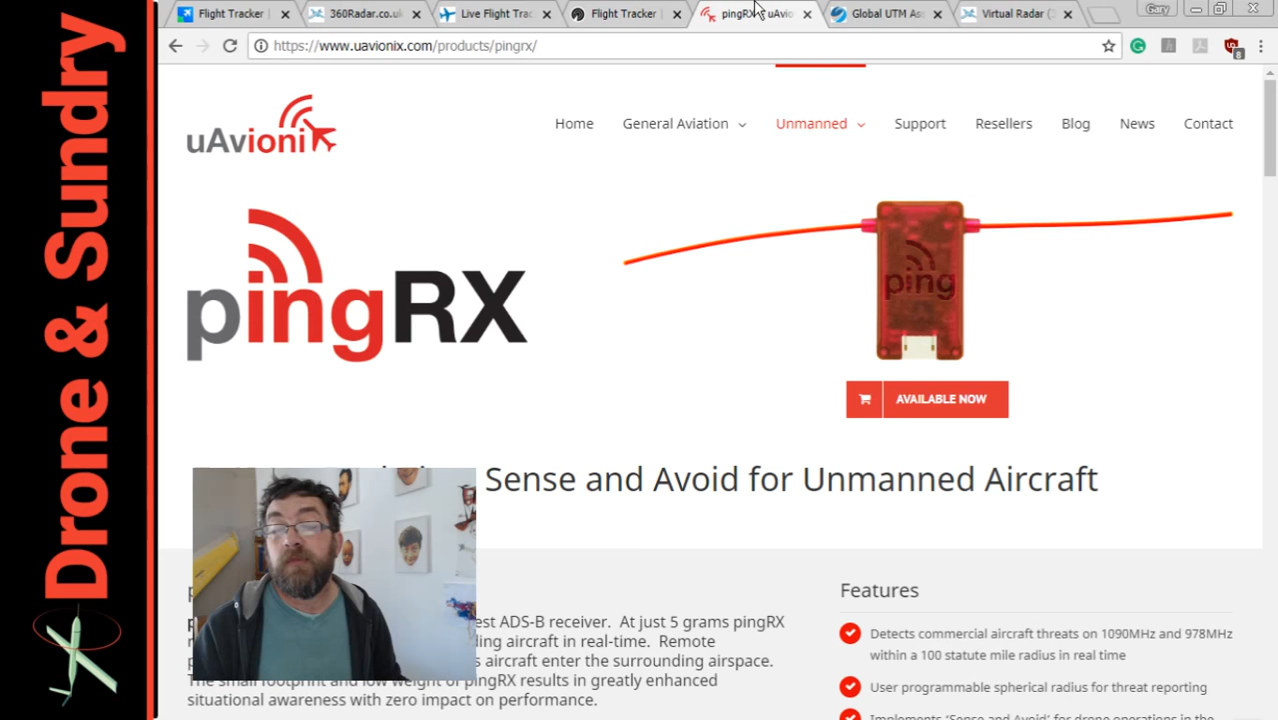 Drone & Sundry
Flight Tracker
360Radar.co.uk
Live Flight Trac
Flight Tracker
pingRX
uAvio
Global UTM As
Virtual Radar (
Gary
https://www.uavionix.com/products/pingrx/
8
uAvionix
Home
General Aviation
Unmanned
Support
Resellers
Blog
News
Contact
pingRX
ping
AVAILABLE NOW
Sense and Avoid for Unmanned Aircraft
est ADS-B receiver. At just 5 grams pingRX
ding aircraft in real-time. Remote
s aircraft enter the surrounding airspace.
The small footprint and low weight of pingRX results in greatly enhanced
situational awareness with zero impact on performance.
Features
Detects commercial aircraft threats on 1090MHz and 978MHz
within a 100 statute mile radius in real time
User programmable spherical radius for threat reporting
Implements 'Sense and Avoid' for drone operations in the